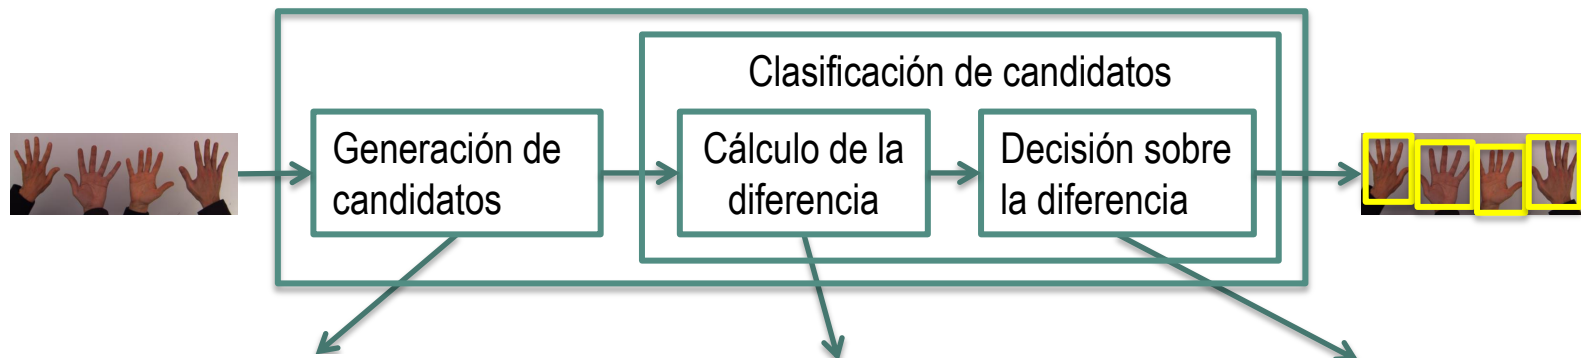 Clasificación de candidatos
Generación de
candidatos
Cálculo de la
diferencia
Decisión sobre
la diferencia